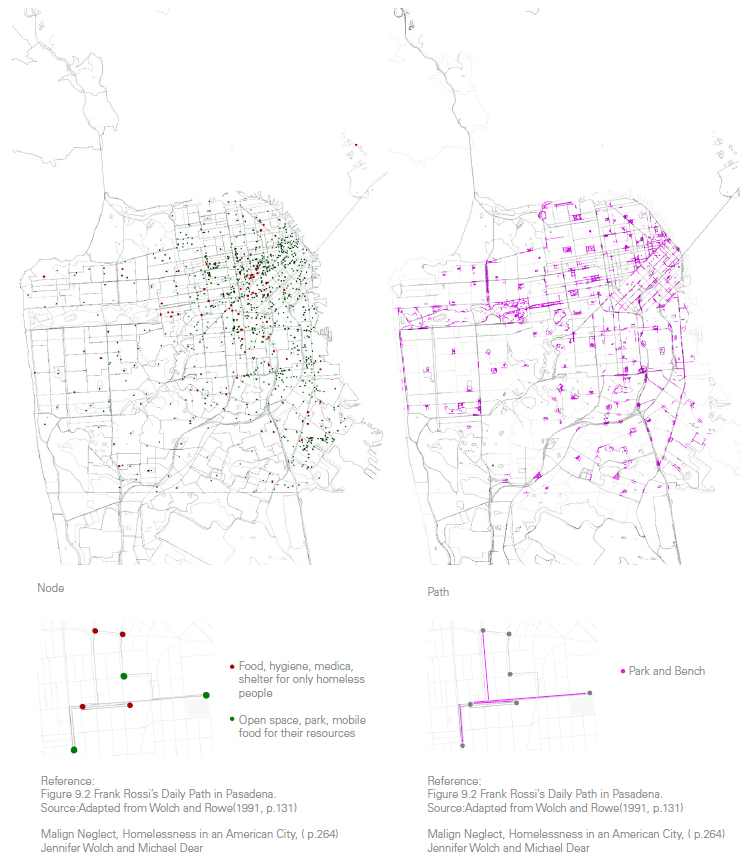 Node
Food, hygiene, medica,
shelter for only homeless
people
Open space, park, mobile
food for their resources
Reference:
Figure 9.2 Frank Rossi's Daily Path in Pasadena.
Source:Adapted from Wolch and Rowe(1991, p.131)
Malign Neglect, Homelessness in an American City, ( p.264)
Jennifer Wolch and Michael Dear
Path
Park and Bench
Reference:
Figure 9.2 Frank Rossi's Daily Path in Pasadena.
Source:Adapted from Wolch and Rowe(1991, p.131)
Malign Neglect, Homelessness in an American City, ( p.264)
Jennifer Wolch and Michael Dear